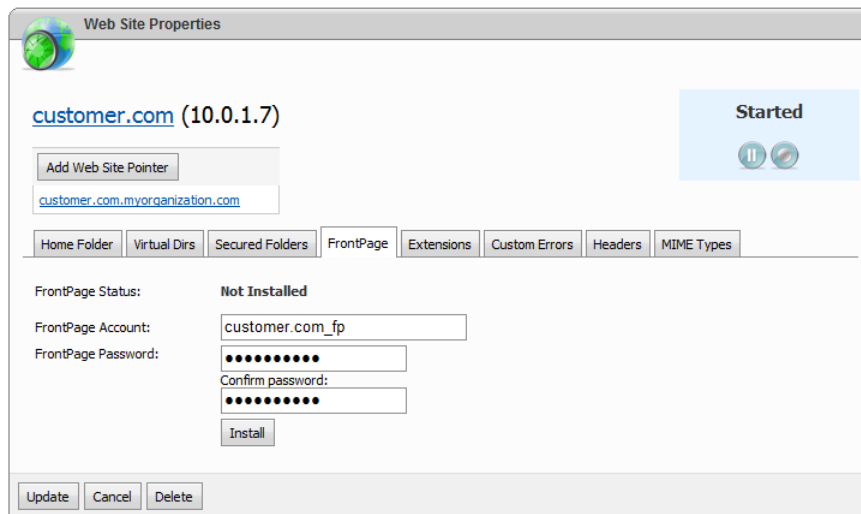 Web Site Properties
customer.com (10.0.1.7)
Started
Add Web Site Pointer
customer.com.myorganization.com
Home Folder Virtual Dirs Secured Folders FrontPage Extensions Custom Errors Headers MIME Types
FrontPage Status: Not Installed
FrontPage Account: customer.com_fp
FrontPage Password: ●●●●●●●●●●
Confirm password:
●●●●●●●●●●
Install
Update Cancel Delete